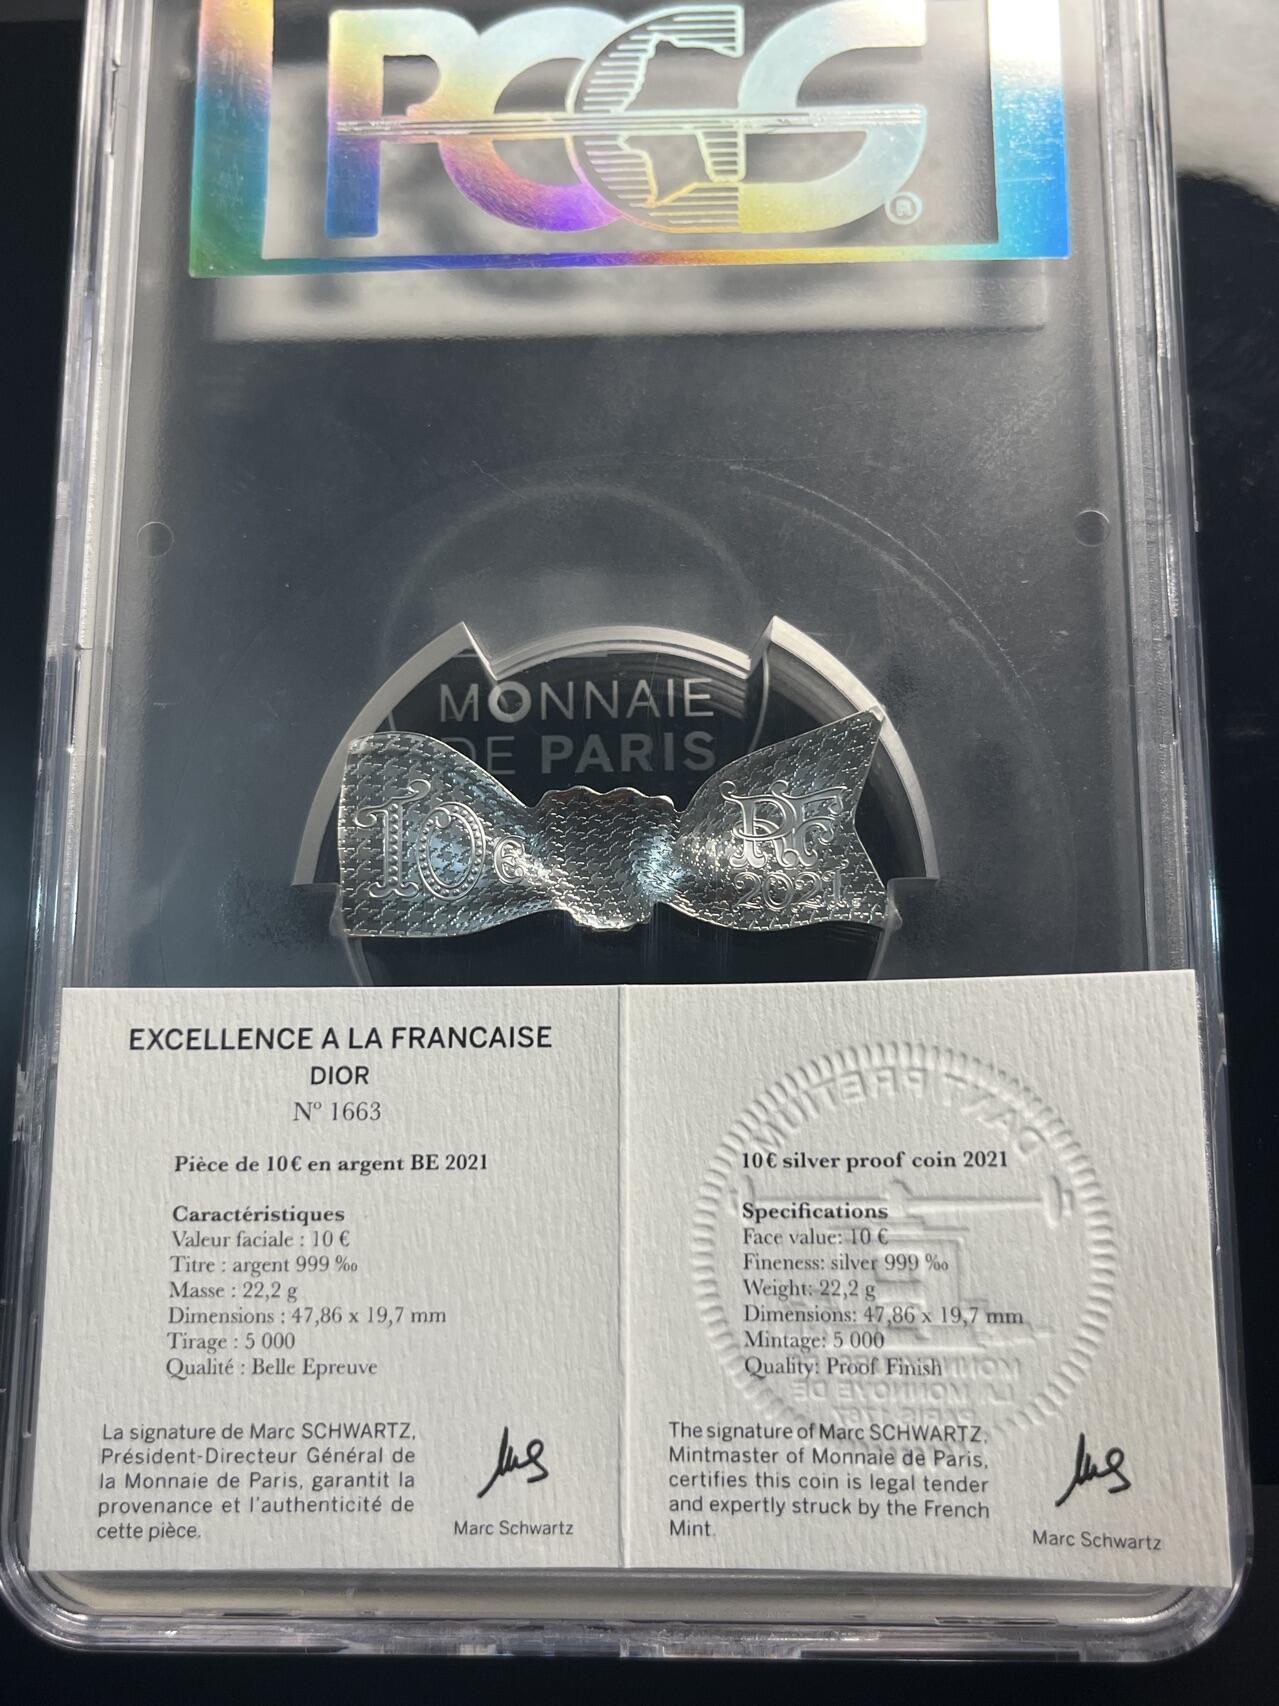 PCGS
®
MONNAIE
DE PARIS
10€
RF
2021
EXCELLENCE A LA FRANCAISE
DIOR
N° 1663
Pièce de 10€ en argent BE 2021
Caractéristiques
Valeur faciale : 10 €
Titre : argent 999 ‰
Masse : 22,2 g
Dimensions : 47,86 x 19,7 mm
Tirage : 5 000
Qualité : Belle Epreuve
La signature de Marc SCHWARTZ,
Président-Directeur Général de
la Monnaie de Paris, garantit la
provenance et l'authenticité de
cette pièce.
Marc Schwartz
10€ silver proof coin 2021
Specifications
Face value: 10 €
Fineness: silver 999 ‰
Weight: 22,2 g
Dimensions: 47,86 x 19,7 mm
Mintage: 5 000
Quality: Proof Finish
The signature of Marc SCHWARTZ,
Mintmaster of Monnaie de Paris,
certifies this coin is legal tender
and expertly struck by the French
Mint.
Marc Schwartz